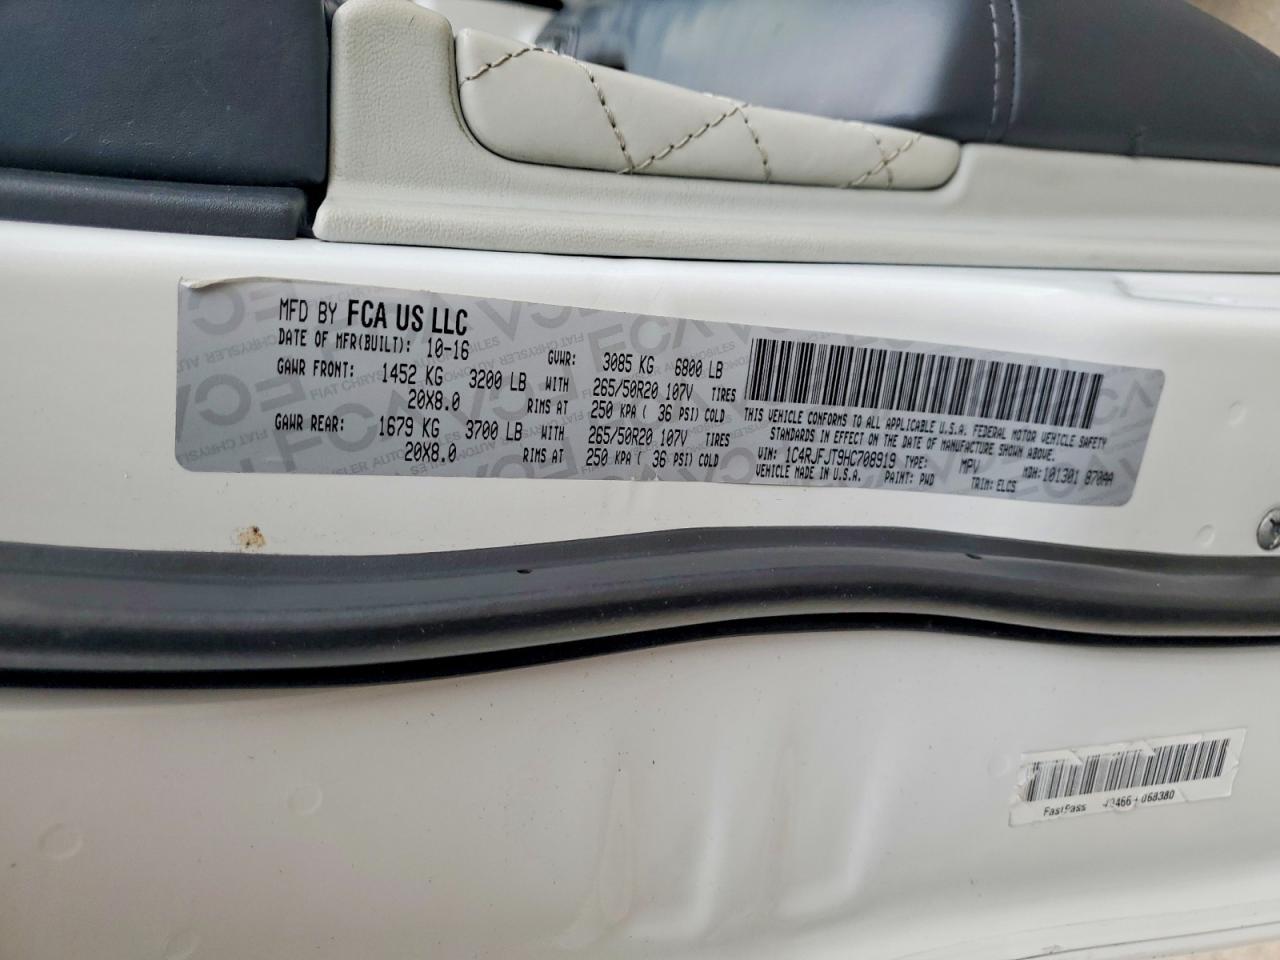 MFD BY FCA US LLC
DATE OF MFR(BUILT): 10-16 GVWR: 3085 KG 6800 LB
GAWR FRONT: 1452 KG 3200 LB WITH 265/50R20 107V TIRES
20X8.0 RIMS AT 250 KPA ( 36 PSI) COLD
GAWR REAR: 1679 KG 3700 LB WITH 265/50R20 107V TIRES
20X8.0 RIMS AT 250 KPA ( 36 PSI) COLD
THIS VEHICLE CONFORMS TO ALL APPLICABLE U.S.A. FEDERAL MOTOR VEHICLE SAFETY
STANDARDS IN EFFECT ON THE DATE OF MANUFACTURE SHOWN ABOVE.
VIN: 1C4RJFJT9HC708919 TYPE: MPV MDH: 101301 870AA
VEHICLE MADE IN U.S.A. PAINT: PWD TRIM: ELCS
FastPass 068380